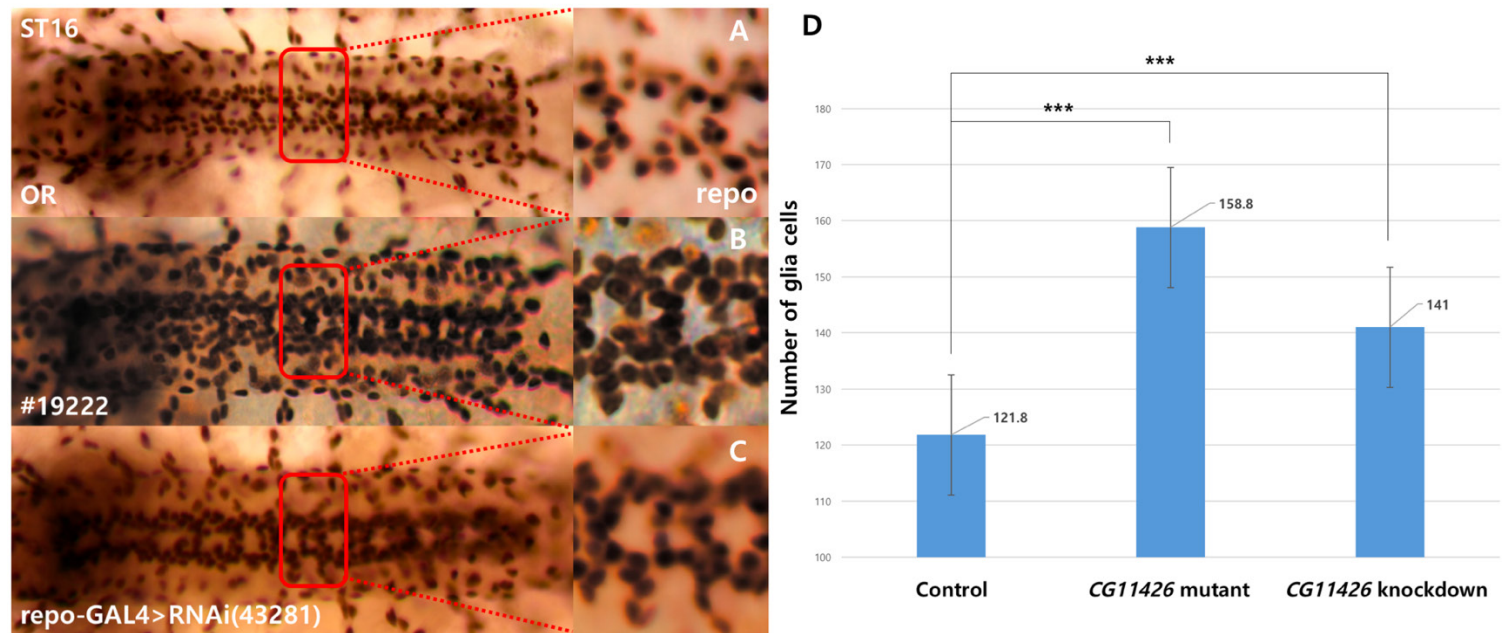 ST16
A
OR
repo
B
#19222
C
repo-GAL4>RNAi(43281)
D
Number of glia cells
180
170
160
150
140
130
120
110
100
***
***
121.8
158.8
141
Control
CG11426 mutant
CG11426 knockdown